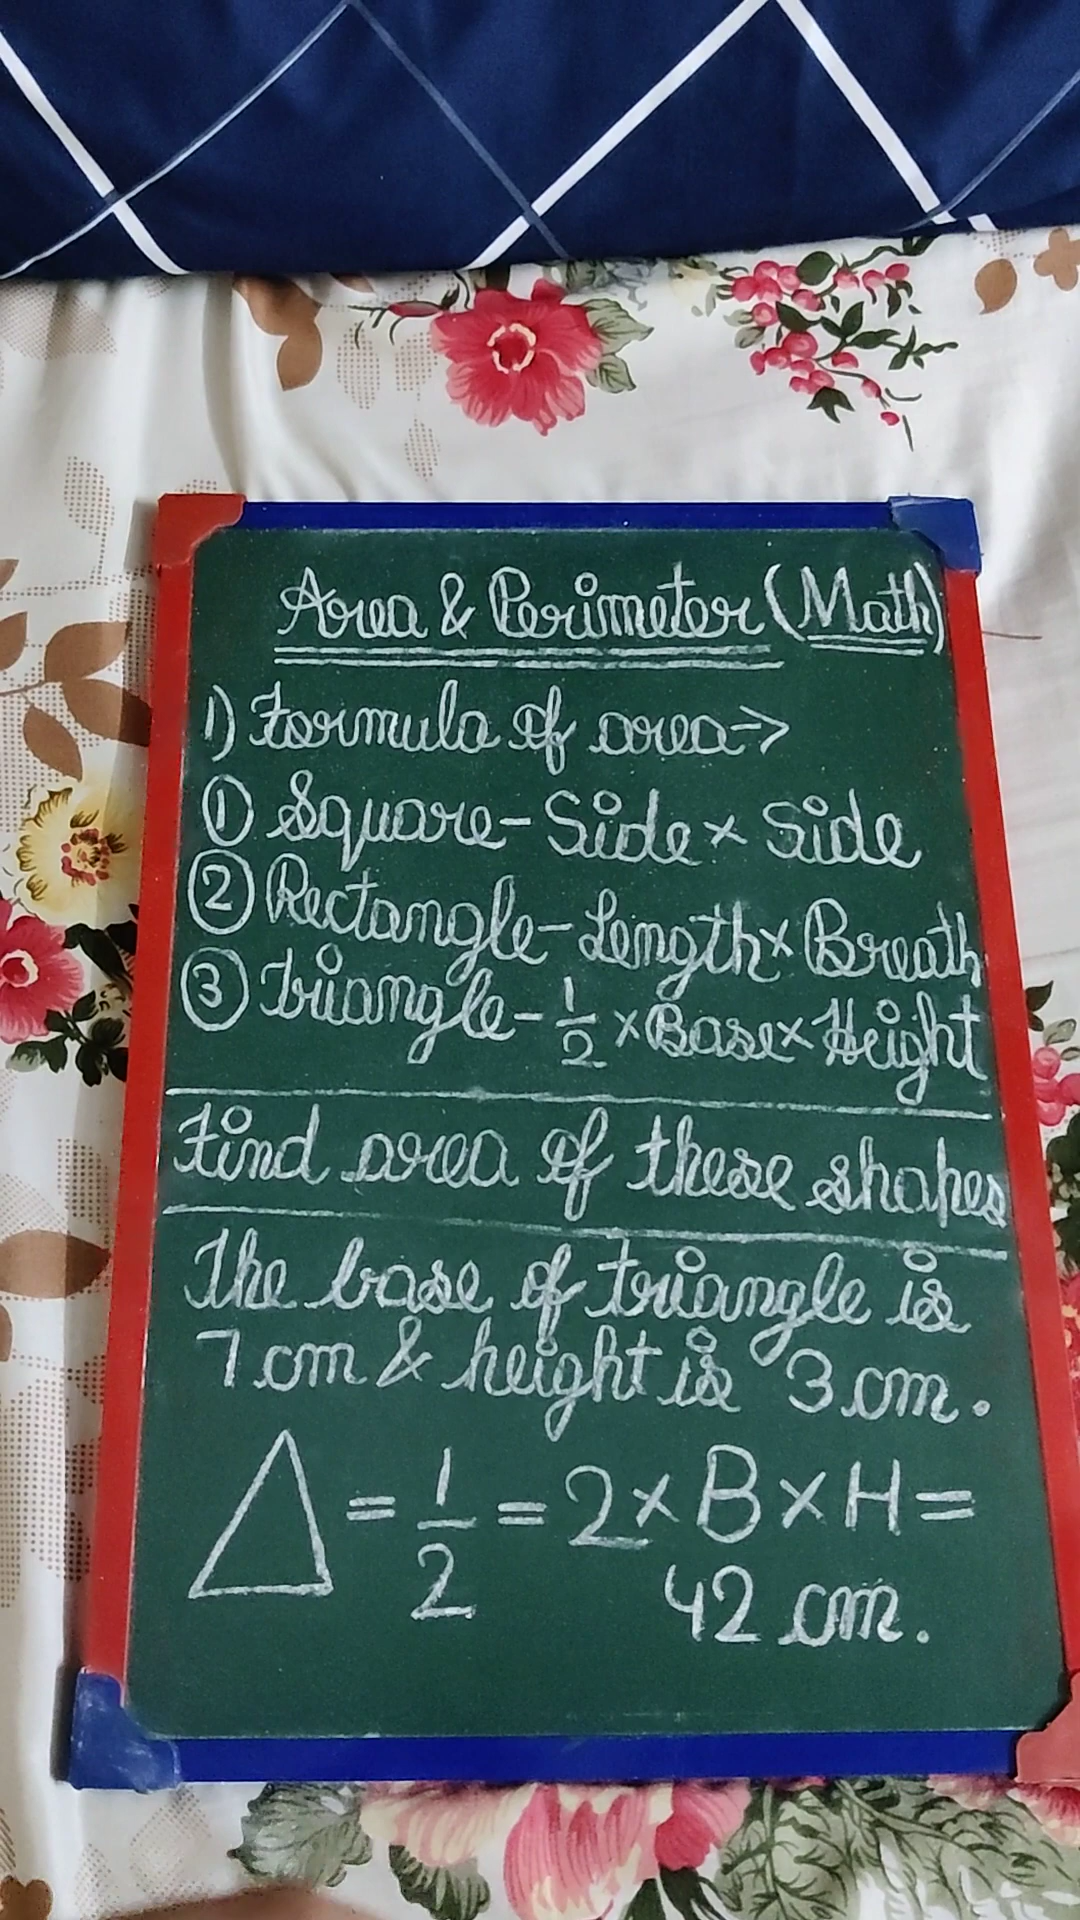 Area & Perimeter (Math)
1) Formula of area->
① Square - Side × Side
② Rectangle - Length × Breath
③ Triangle - 1/2 × Base × Height
Find area of these shapes
The base of triangle is
7 cm & height is 3 cm.
△ = 1/2 = 2 × B × H =
42 cm.